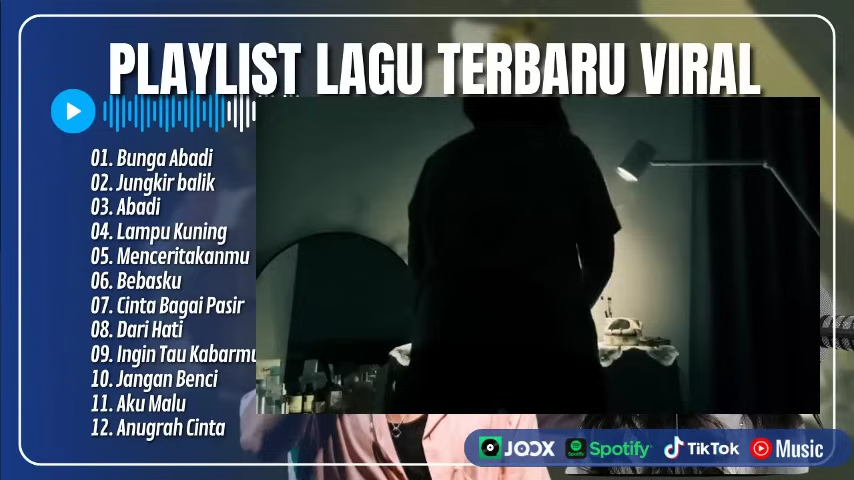 PLAYLIST LAGU TERBARU VIRAL
01. Bunga Abadi
02. Jungkir balik
03. Abadi
04. Lampu Kuning
05. Menceritakanmu
06. Bebasku
07. Cinta Bagai Pasir
08. Dari Hati
09. Ingin Tau Kabarmu
10. Jangan Benci
11. Aku Malu
12. Anugrah Cinta
JOOX Spotify Spotify TikTok Music